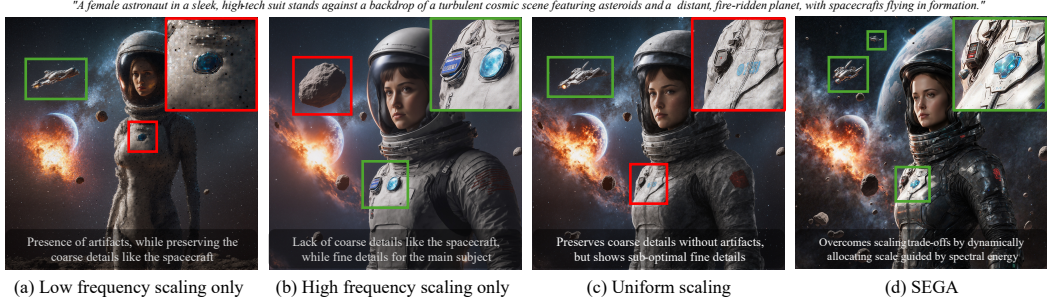 "A female astronaut in a sleek, high-tech suit stands against a backdrop of a turbulent cosmic scene featuring asteroids and a distant, fire-ridden planet, with spacecrafts flying in formation."
Presence of artifacts, while preserving the
coarse details like the spacecraft
Lack of coarse details like the spacecraft,
while fine details for the main subject
Preserves coarse details without artifacts,
but shows sub-optimal fine details
Overcomes scaling trade-offs by dynamically
allocating scale guided by spectral energy
(a) Low frequency scaling only
(b) High frequency scaling only
(c) Uniform scaling
(d) SEGA